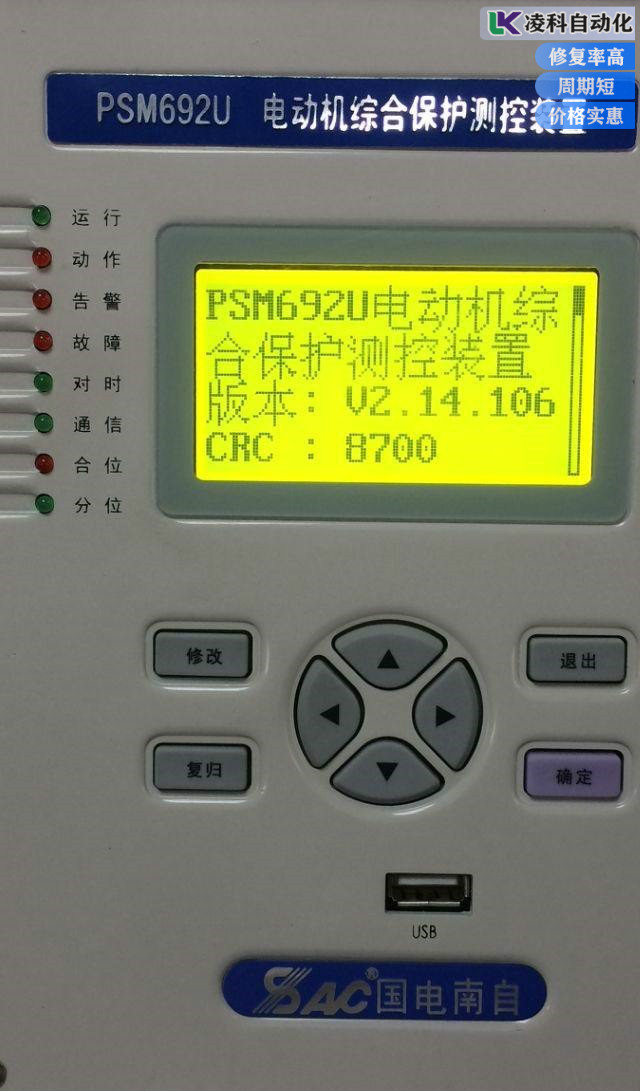 LK 凌科自动化
修复率高
周期短
价格实惠
PSM692U 电动机综合保护测控装置
运行
动作
告警
故障
对时
通信
合位
分位
PSM692U电动机综
合保护测控装置
版本: V2.14.106
CRC : 8700
修改
退出
复归
确定
USB
SAC® 国电南自